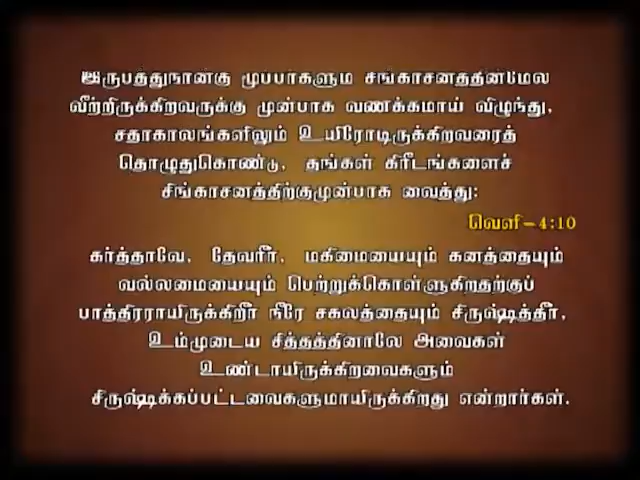 இருபத்துநான்கு மூப்பர்களும் சிங்காசனத்தின்மேல்
வீற்றிருக்கிறவருக்கு முன்பாக வணக்கமாய் விழுந்து,
சதாகாலங்களிலும் உயிரோடிருக்கிறவரைத்
தொழுதுகொண்டு, தங்கள் கிரீடங்களைச்
சிங்காசனத்திற்குமுன்பாக வைத்து:
வெளி-4:10
கர்த்தாவே, தேவரீர், மகிமையையும் கனத்தையும்
வல்லமையையும் பெற்றுக்கொள்ளுகிறதற்குப்
பாத்திரராயிருக்கிறீர் நீரே சகலத்தையும் சிருஷ்டித்தீர்,
உம்முடைய சித்தத்தினாலே அவைகள்
உண்டாயிருக்கிறவைகளும்
சிருஷ்டிக்கப்பட்டவைகளுமாயிருக்கிறது என்றார்கள்.